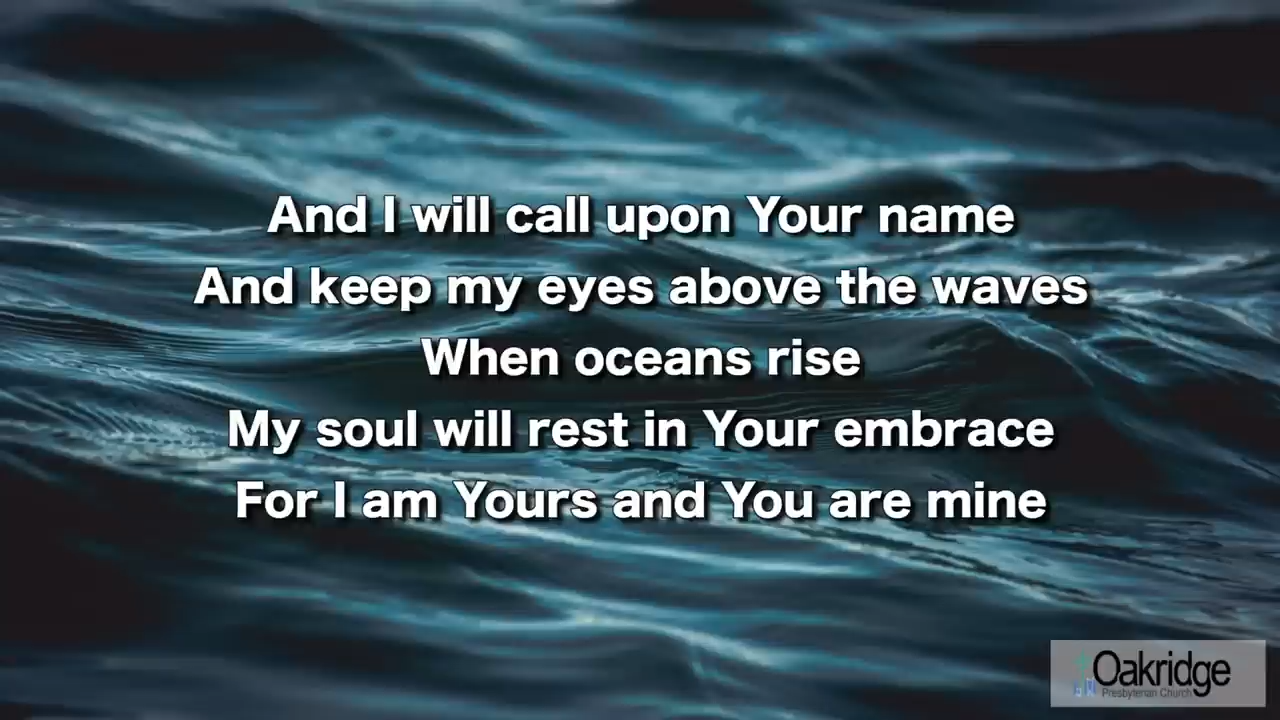 And I will call upon Your name
And keep my eyes above the waves
When oceans rise
My soul will rest in Your embrace
For I am Yours and You are mine
Oakridge
Presbyterian Church